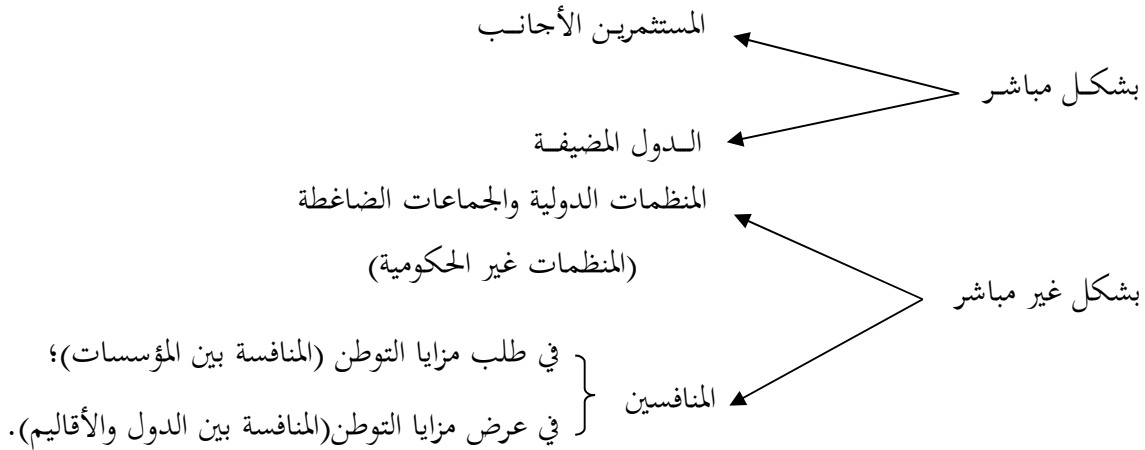 المستثمرين الأجانب
بشكل مباشر
الدول المضيفة
المنظمات الدولية والجماعات الضاغطة
(المنظمات غير الحكومية)
بشكل غير مباشر
في طلب مزايا التوطن (المنافسة بين المؤسسات)؛
المنافسين
في عرض مزايا التوطن(المنافسة بين الدول والأقاليم).